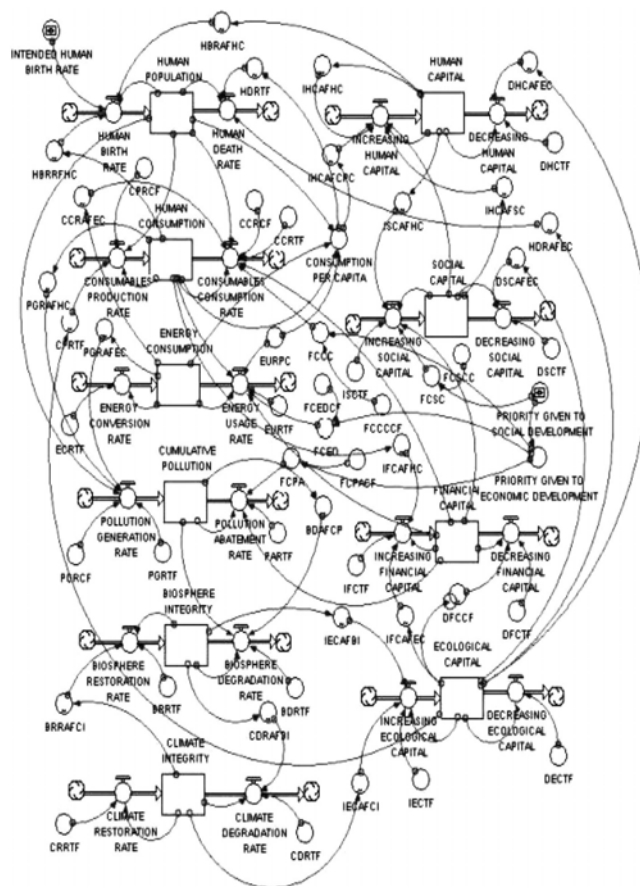 HBRAFHC
INTENDED HUMAN
BIRTH RATE
HUMAN
POPULATION
HDRTF
IHCAFHC
HUMAN
CAPITAL
DHCAFEC
HUMAN
BIRTH
RATE
HUMAN
DEATH
RATE
INCREASING
HUMAN
CAPITAL
DECREASING
HUMAN
CAPITAL
DHCTF
HBRRFHC
IHCAFCPC
CPRCF
CCRAFEC
HUMAN
CONSUMPTION
CCRCF
CCRTF
ISCAFHC
IHCAFSC
HDRAFEC
CONSUMPTION
PER CAPITA
SOCIAL
CAPITAL
DSCAFEC
PGRAFHC
CONSUMABLES
PRODUCTION
RATE
CONSUMABLES
CONSUMPTION
RATE
CPRTF
PGRAFEC
ENERGY
CONSUMPTION
EURPC
FCCC
INCREASING
SOCIAL
CAPITAL
DECREASING
SOCIAL
CAPITAL
ISCTF
FCSCC
FCSC
DSCTF
FCEDCF
FCCCCF
ENERGY
CONVERSION
RATE
ENERGY
USAGE
RATE
EURTF
FCED
PRIORITY GIVEN TO
SOCIAL DEVELOPMENT
ECRTF
CUMULATIVE
POLLUTION
FCPA
FCPACF
IFCAFHC
PRIORITY GIVEN TO
ECONOMIC DEVELOPMENT
FINANCIAL
CAPITAL
POLLUTION
GENERATION
RATE
POLLUTION
ABATEMENT
RATE
BDAFCP
PGRCF
PGRTF
PARTF
INCREASING
FINANCIAL
CAPITAL
DECREASING
FINANCIAL
CAPITAL
IFCTF
BIOSPHERE
INTEGRITY
IECAFBI
IFCAFEC
DFCCF
DFCTF
ECOLOGICAL
CAPITAL
BIOSPHERE
RESTORATION
RATE
BIOSPHERE
DEGRADATION
RATE
BRRAFCI
BRRTF
BDRTF
CDRAFBI
INCREASING
ECOLOGICAL
CAPITAL
DECREASING
ECOLOGICAL
CAPITAL
CLIMATE
INTEGRITY
IECAFCI
IECTF
DECTF
CRRTF
CLIMATE
RESTORATION
RATE
CLIMATE
DEGRADATION
RATE
CDRTF